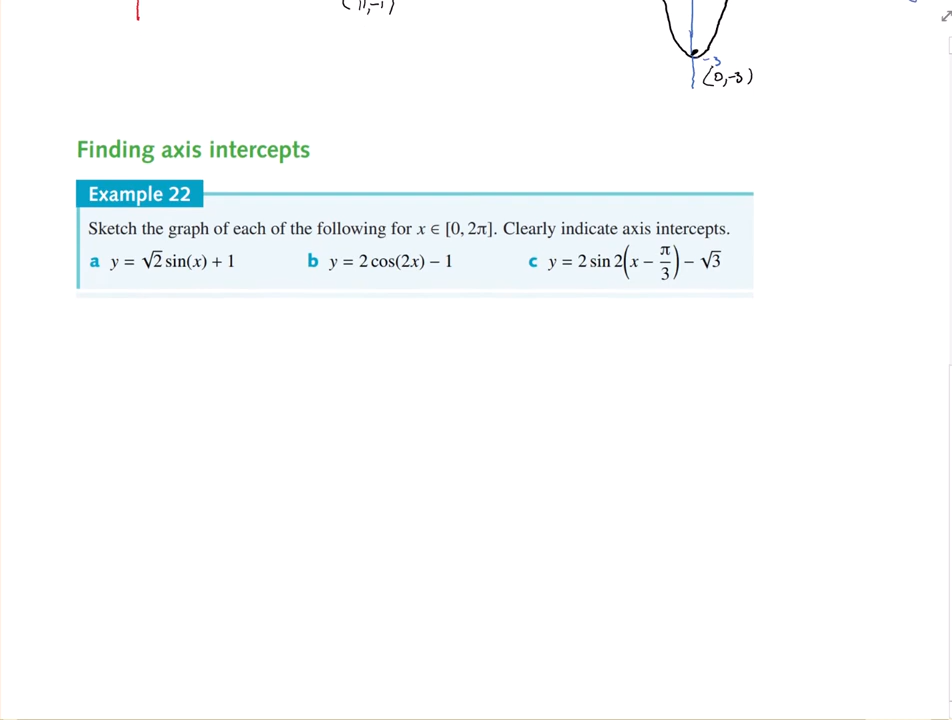 -3
(0,-3)
Finding axis intercepts
Example 22
Sketch the graph of each of the following for x ∈ [0, 2π]. Clearly indicate axis intercepts.
a y = √2 sin(x) + 1 b y = 2 cos(2x) − 1 c y = 2 sin 2(x − π/3) − √3